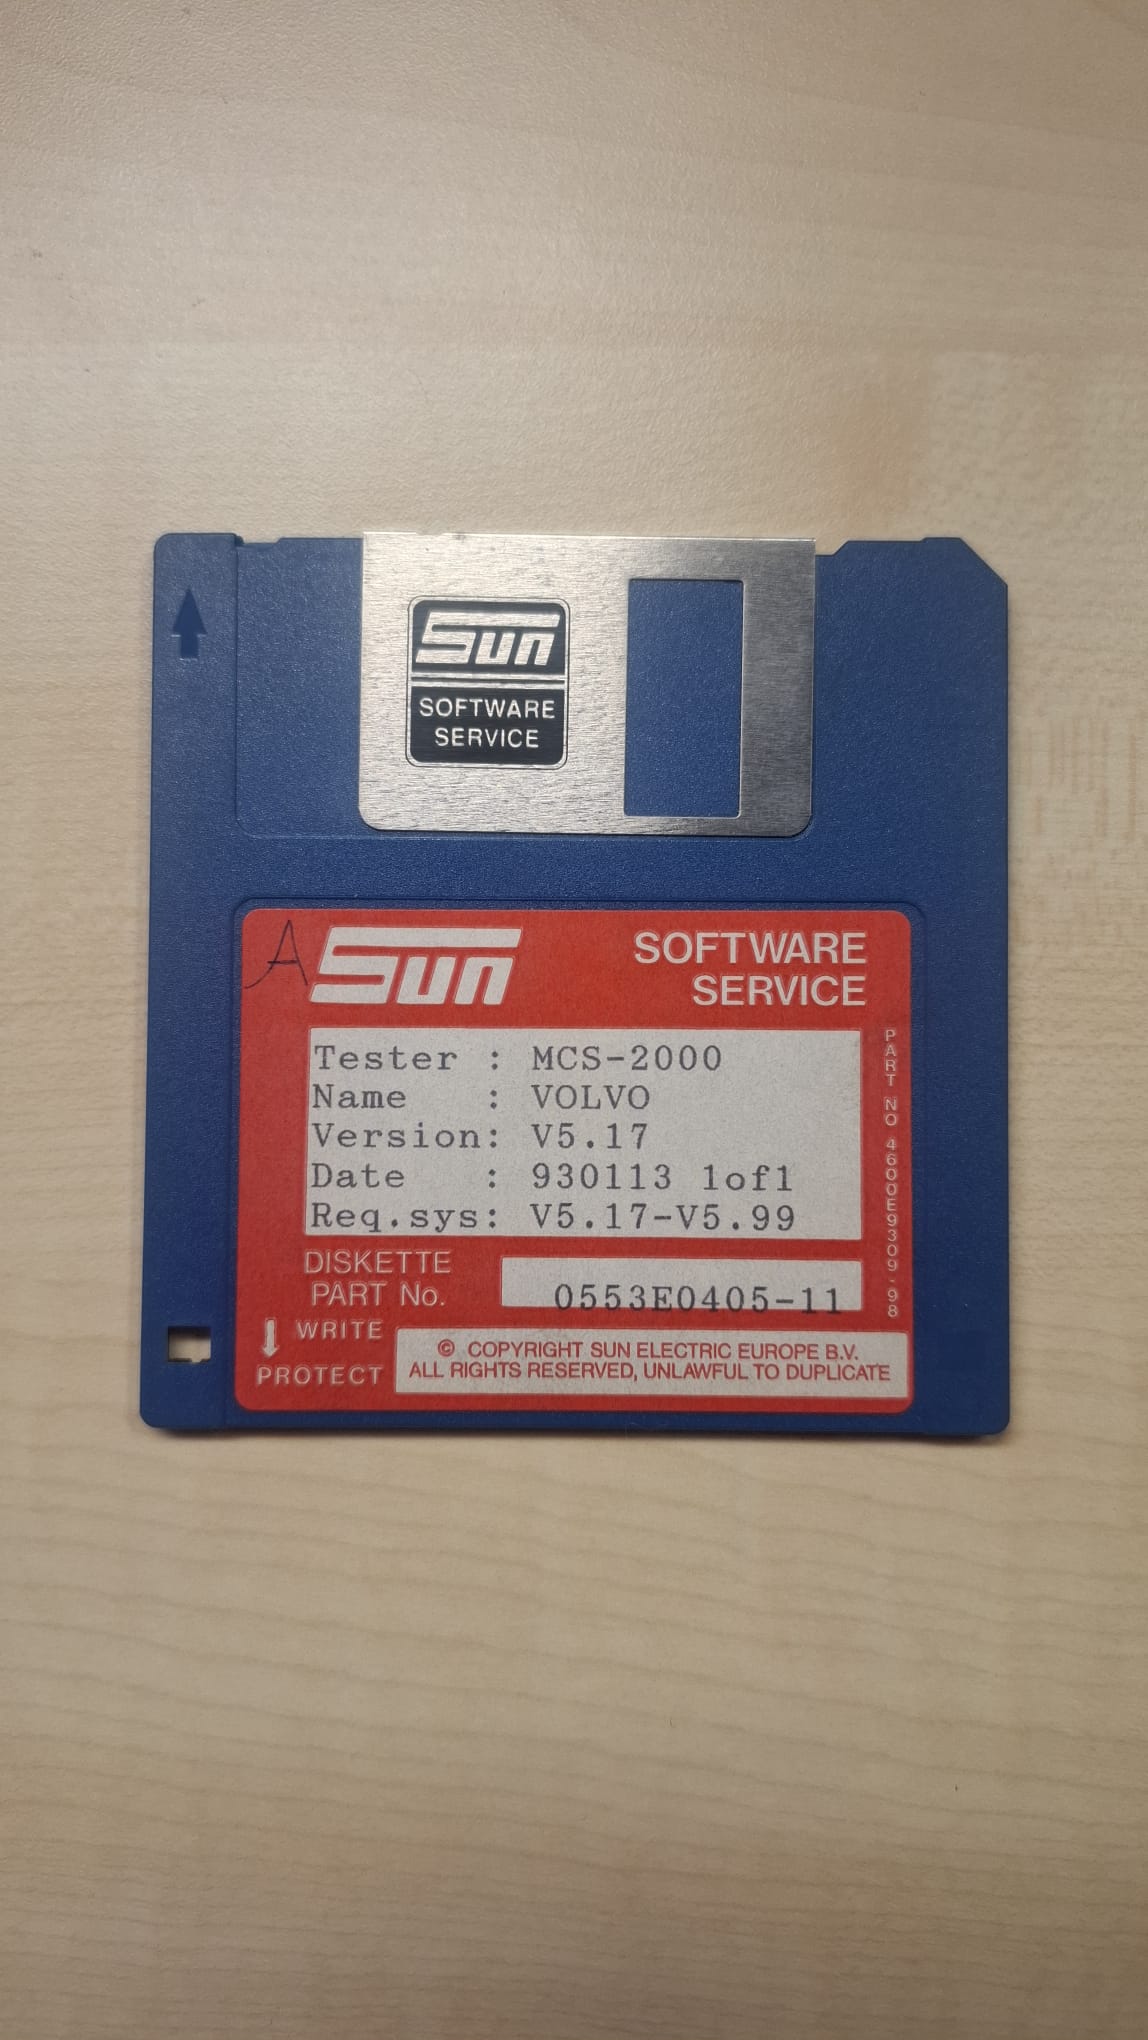 Sun
SOFTWARE
SERVICE
A Sun
SOFTWARE
SERVICE
Tester : MCS-2000
Name : VOLVO
Version: V5.17
Date : 930113 1of1
Req.sys: V5.17-V5.99
PART NO 4600E9309-98
DISKETTE
PART No.
0553E0405-11
WRITE
PROTECT
© COPYRIGHT SUN ELECTRIC EUROPE B.V.
ALL RIGHTS RESERVED, UNLAWFUL TO DUPLICATE